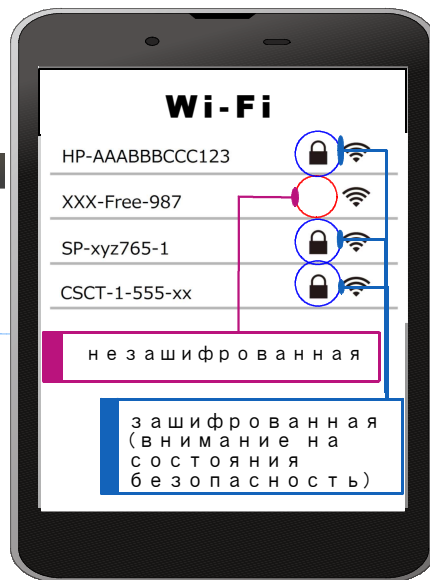 Wi-Fi
HP-AAABBBCCC123
XXX-Free-987
SP-xyz765-1
CSCT-1-555-xx
незашифрованная
зашифрованная
(внимание на
состояния
безопасность)